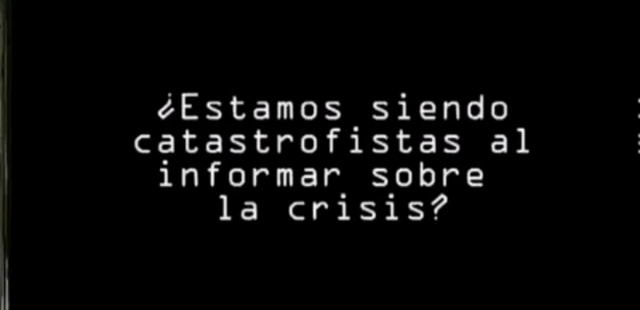 ¿Estamos siendo
catastrofistas al
informar sobre
la crisis?